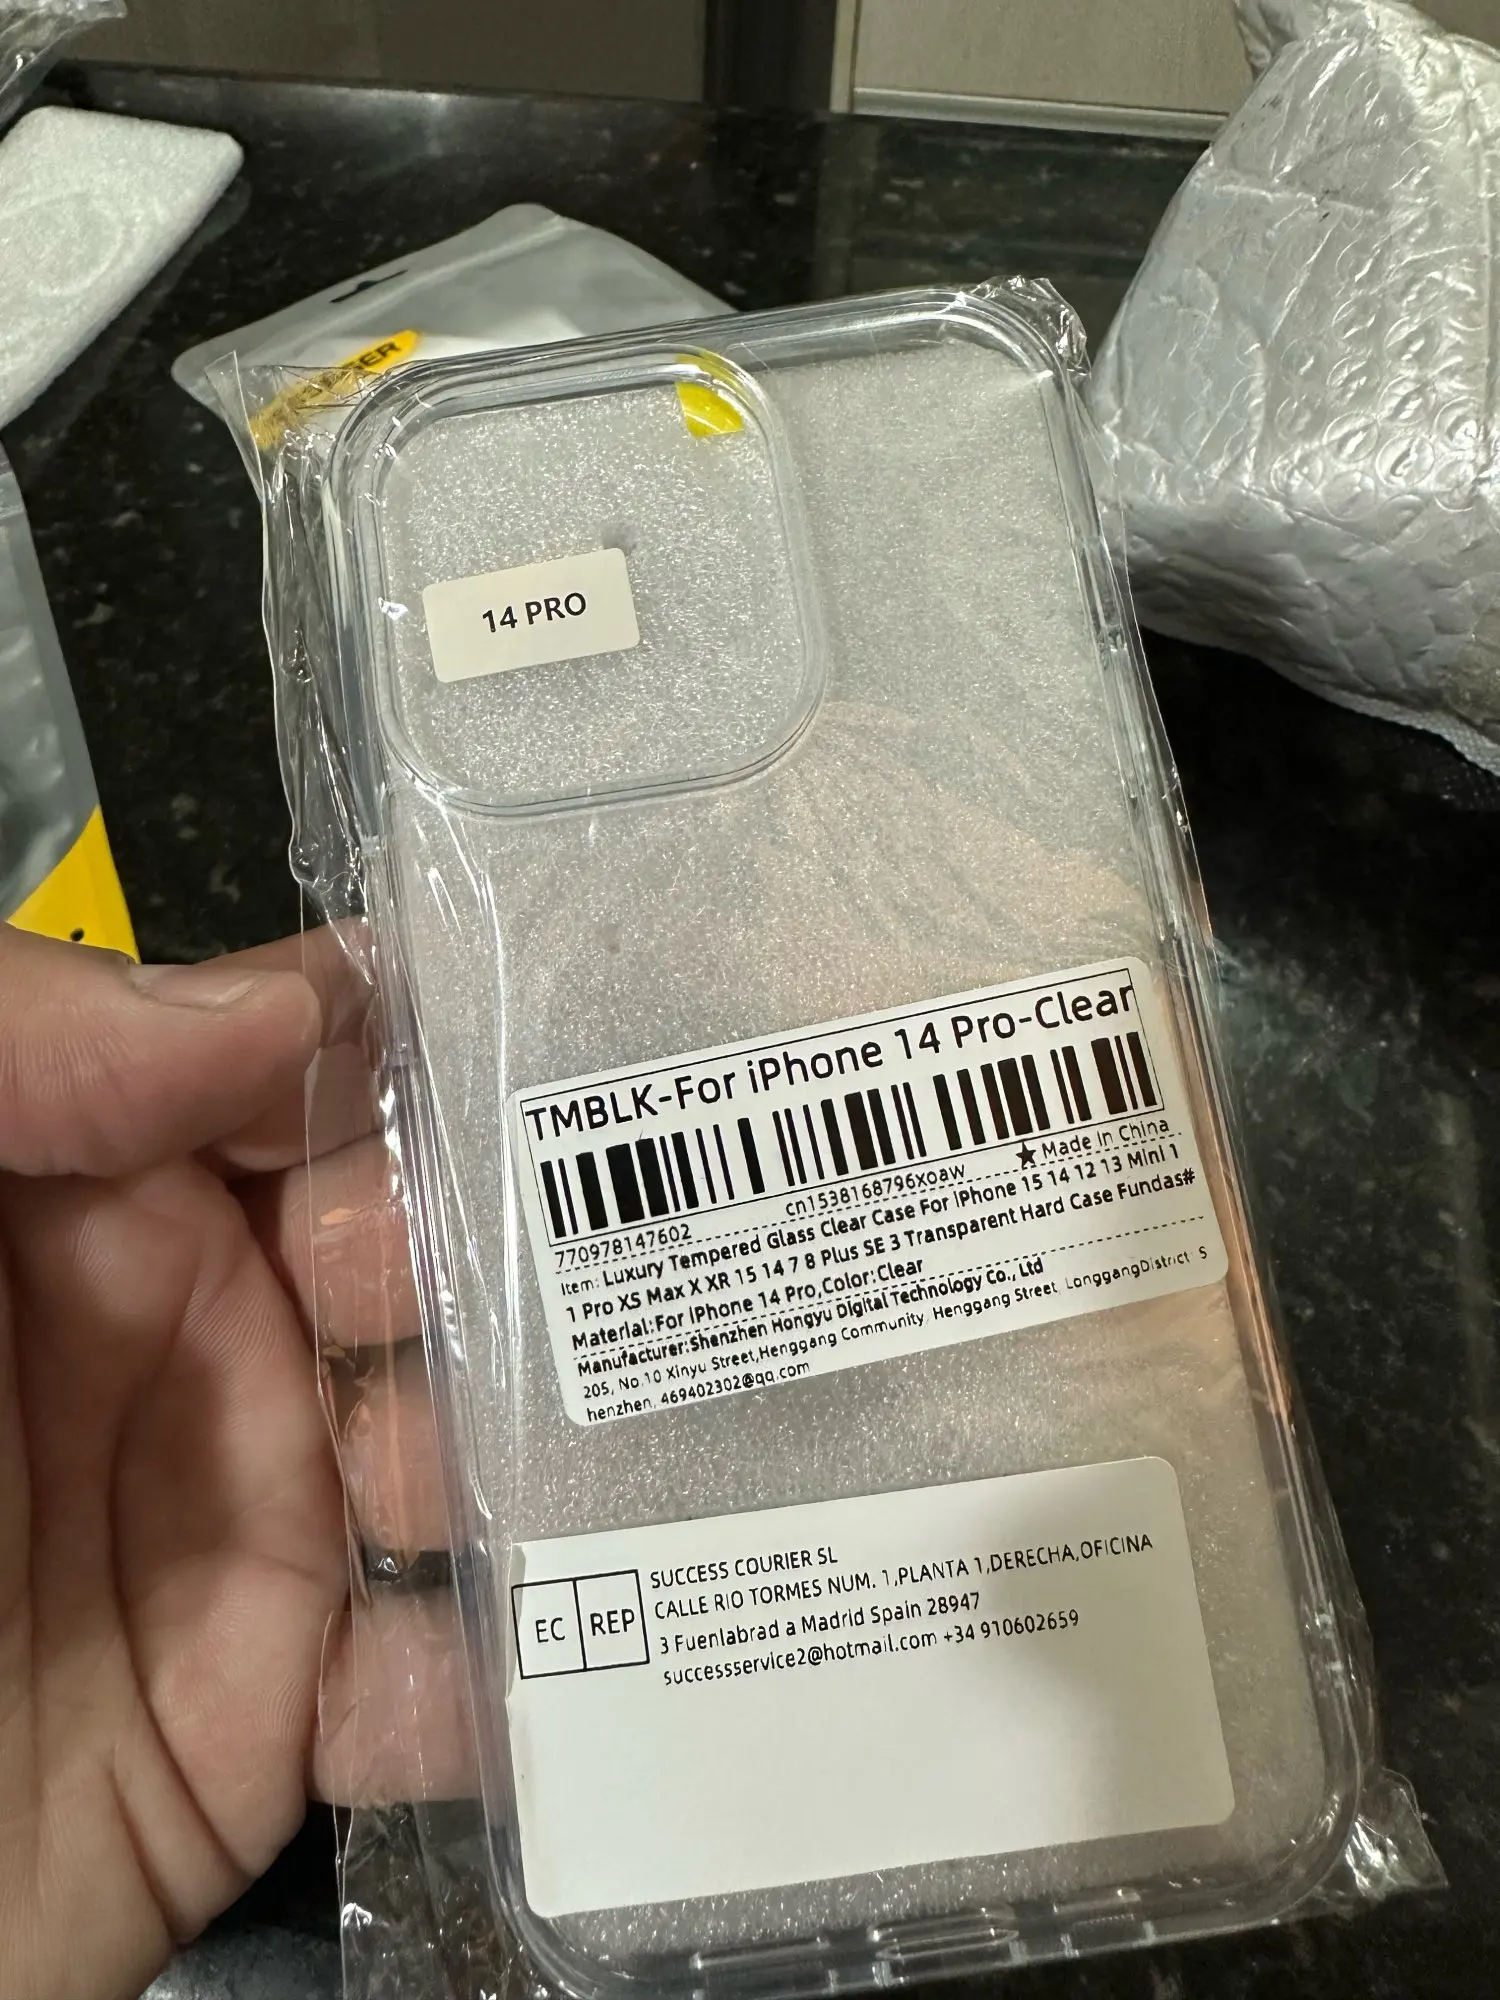 14 PRO
TMBLK-For iPhone 14 Pro-Clear
770978147602
cn1538168796xoaw
★Made In China
Item: Luxury Tempered Glass Clear Case For IPhone 15 14 12 13 Mini 1
1 Pro XS Max X XR 15 14 7 8 Plus SE 3 Transparent Hard Case Fundas#
Material:For IPhone 14 Pro,Color:Clear
Manufacturer:Shenzhen Hongyu Digital Technology Co., Ltd
205, No.10 Xinyu Street,Henggang Community, Henggang Street, LonggangDistrict, S
henzhen, 469402302@qq.com
EC REP
SUCCESS COURIER SL
CALLE RIO TORMES NUM. 1,PLANTA 1,DERECHA,OFICINA
3 Fuenlabrad a Madrid Spain 28947
successservice2@hotmail.com +34 910602659